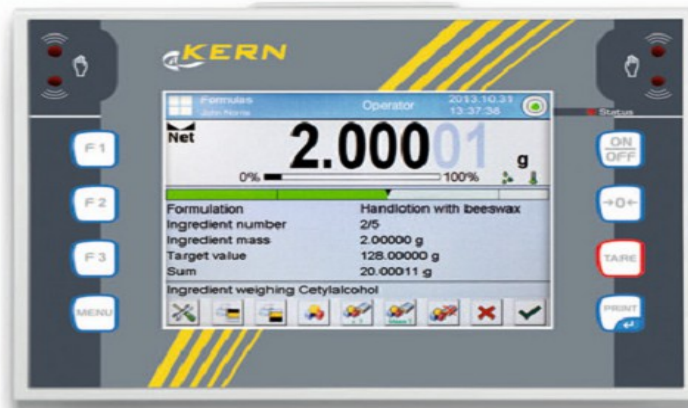 KERN
Formulas Operator 2013.10.31
John Norris 13:37:38
Status
Net 2.00001 g
0% 100%
F1
ON
OFF
F2
→0←
F3
TARE
MENU
PRINT
Formulation Handlotion with beeswax
Ingredient number 2/5
Ingredient mass 2.00000 g
Target value 128.00000 g
Sum 20.00011 g
Ingredient weighing Cetylalcohol